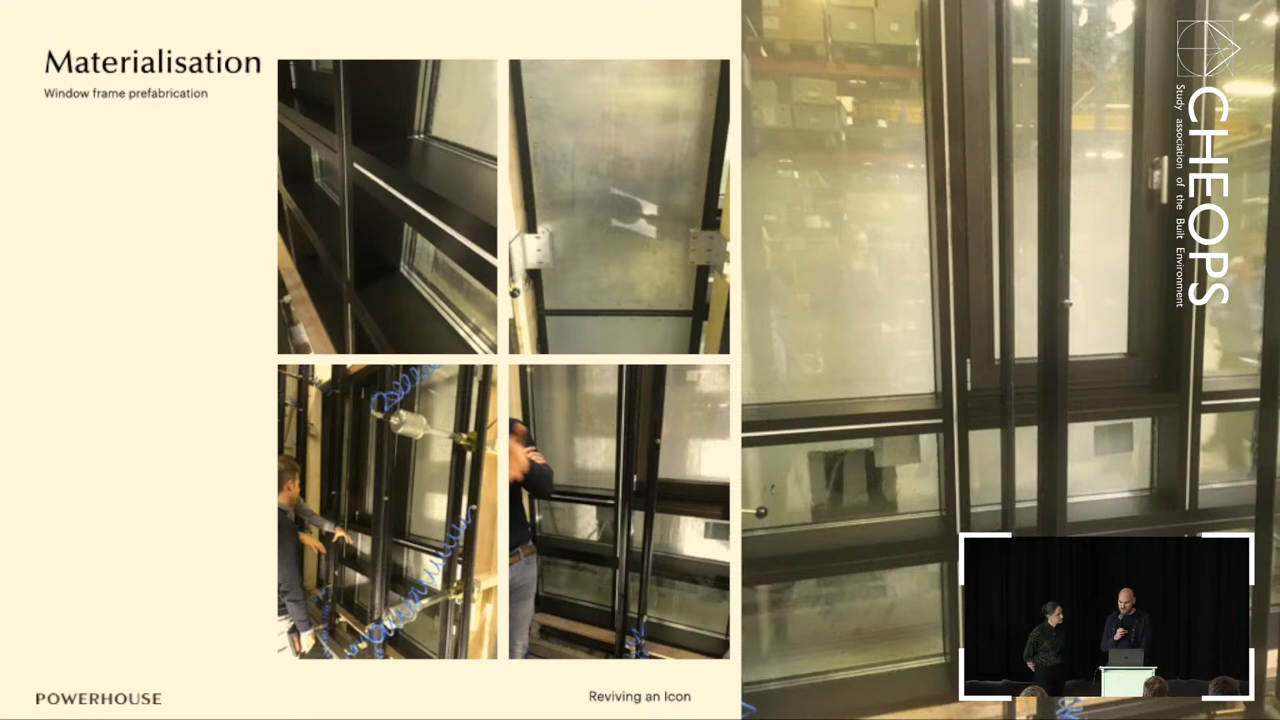 Materialisation
Window frame prefabrication
CHEOPS
Study association of the Built Environment
POWERHOUSE
Reviving an Icon